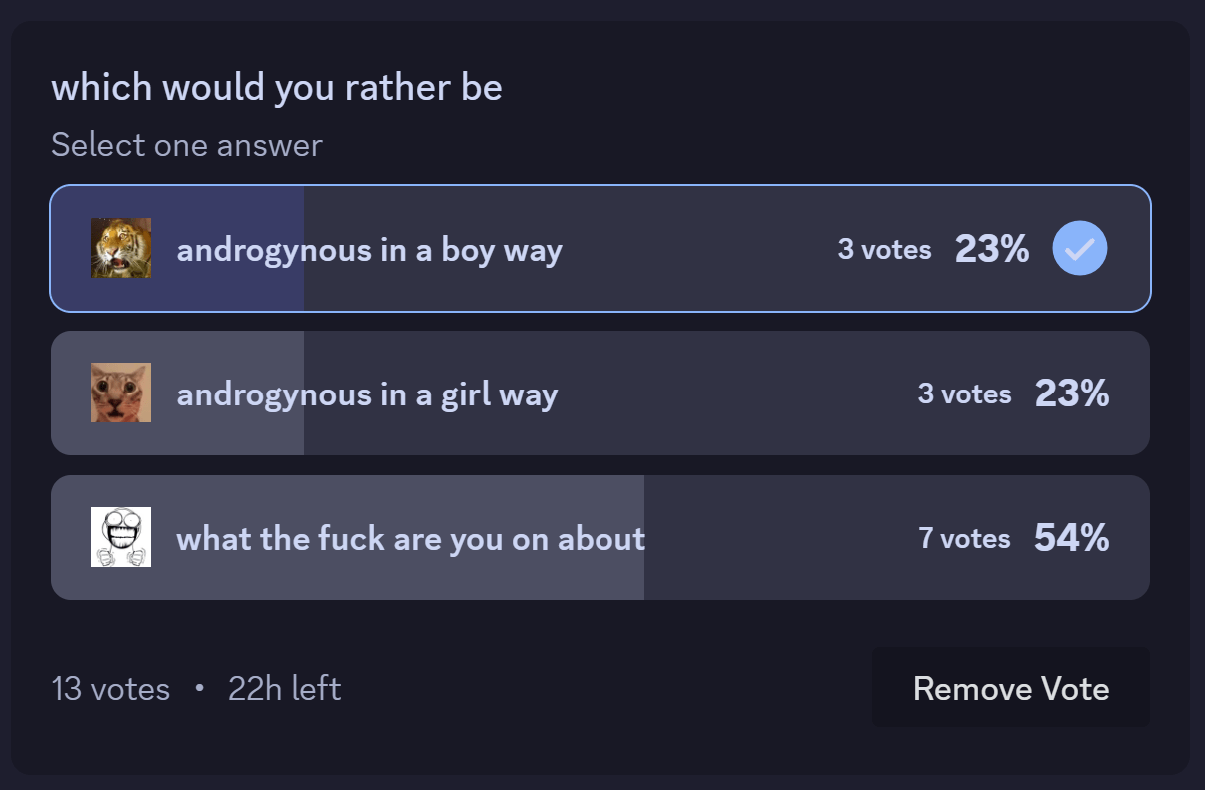 which would you rather be
Select one answer
androgynous in a boy way 3 votes 23%
androgynous in a girl way 3 votes 23%
what the fuck are you on about 7 votes 54%
13 votes • 22h left Remove Vote